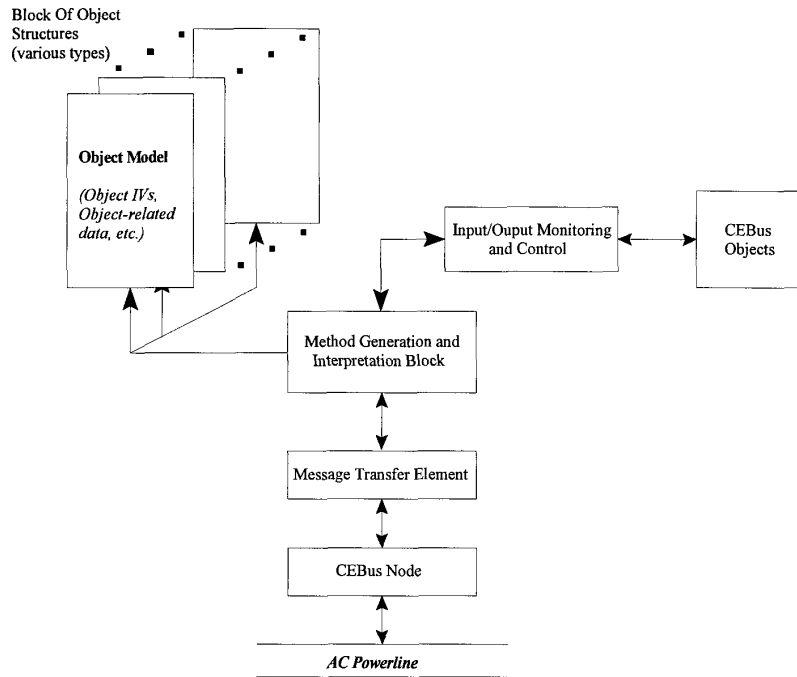 Block Of Object
Structures
(various types)
Object Model
(Object IVs,
Object-related
data, etc.)
Input/Ouput Monitoring
and Control
CEBus
Objects
Method Generation and
Interpretation Block
Message Transfer Element
CEBus Node
AC Powerline